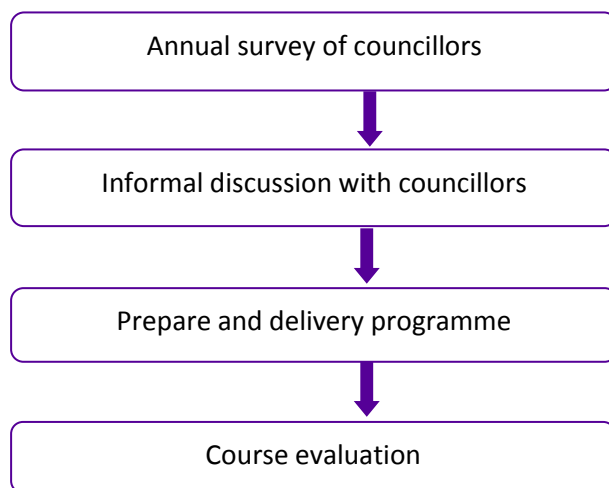 Annual survey of councillors
Informal discussion with councillors
Prepare and delivery programme
Course evaluation